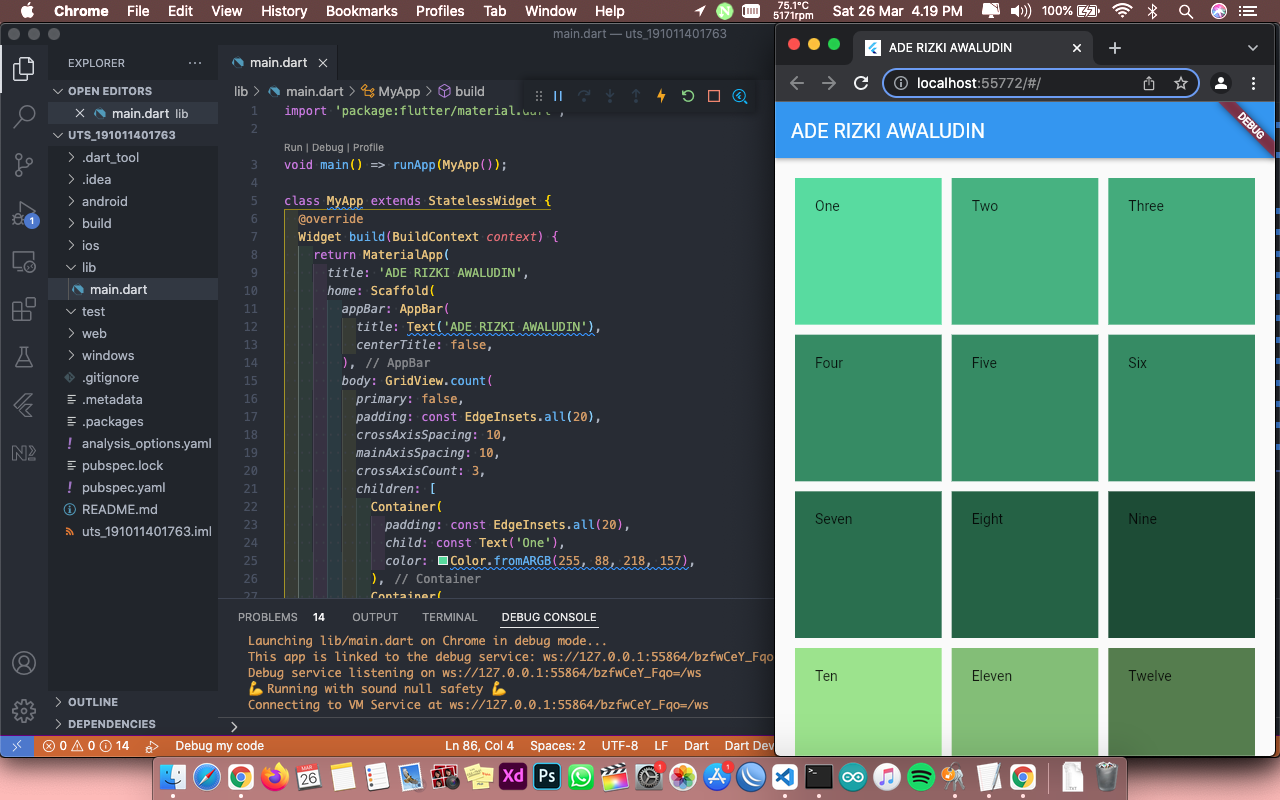 Chrome File Edit View History Bookmarks Profiles Tab Window Help 75.1°C 5171rpm 100% Sat 26 Mar 4.19 PM
main.dart — uts_191011401763
EXPLORER
OPEN EDITORS
main.dart lib
UTS_191011401763
.dart_tool
.idea
android
build
ios
lib
main.dart
test
web
windows
.gitignore
.metadata
.packages
analysis_options.yaml
pubspec.lock
pubspec.yaml
README.md
uts_191011401763.iml
OUTLINE
DEPENDENCIES
1
main.dart
lib > main.dart > MyApp > build
1 import 'package:flutter/material.dart';
2
Run | Debug | Profile
3 void main() => runApp(MyApp());
4
5 class MyApp extends StatelessWidget {
6 @override
7 Widget build(BuildContext context) {
8 return MaterialApp(
9 title: 'ADE RIZKI AWALUDIN',
10 home: Scaffold(
11 appBar: AppBar(
12 title: Text('ADE RIZKI AWALUDIN'),
13 centerTitle: false,
14 ), // AppBar
15 body: GridView.count(
16 primary: false,
17 padding: const EdgeInsets.all(20),
18 crossAxisSpacing: 10,
19 mainAxisSpacing: 10,
20 crossAxisCount: 3,
21 children: [
22 Container(
23 padding: const EdgeInsets.all(20),
24 child: const Text('One'),
25 color: Color.fromARGB(255, 88, 218, 157),
26 ), // Container
27 Container(
PROBLEMS 14 OUTPUT TERMINAL DEBUG CONSOLE
Launching lib/main.dart on Chrome in debug mode...
This app is linked to the debug service: ws://127.0.0.1:55864/bzfwCeY_Fqo
Debug service listening on ws://127.0.0.1:55864/bzfwCeY_Fqo=/ws
💪 Running with sound null safety 💪
Connecting to VM Service at ws://127.0.0.1:55864/bzfwCeY_Fqo=/ws
0 0 14 Debug my code Ln 86, Col 4 Spaces: 2 UTF-8 LF Dart Dart Dev
ADE RIZKI AWALUDIN
localhost:55772/#/
ADE RIZKI AWALUDIN
DEBUG
One Two Three
Four Five Six
Seven Eight Nine
Ten Eleven Twelve
MAR 26
Xd Ps
1 1
TXT